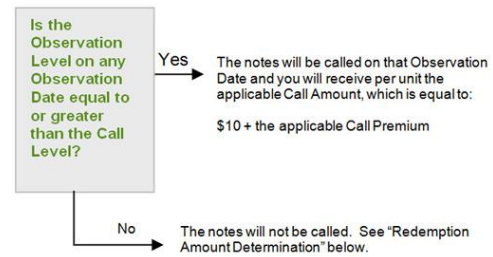 Is the
Observation
Level on any
Observation
Date equal to
or greater
than the Call
Level?
Yes
The notes will be called on that Observation
Date and you will receive per unit the
applicable Call Amount, which is equal to:
$10 + the applicable Call Premium
No
The notes will not be called. See “Redemption
Amount Determination” below.